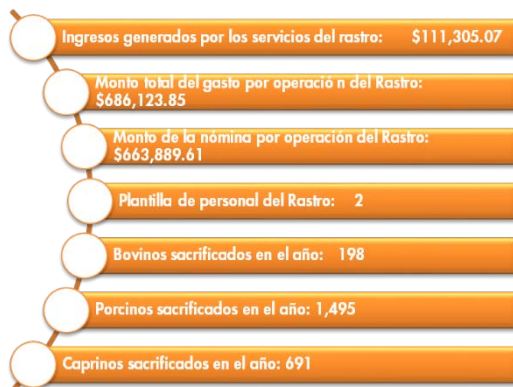 Ingresos generados por los servicios del rastro: $111,305.07
Monto total del gasto por operació n del Rastro:
$686,123.85
Monto de la nómina por operación del Rastro:
$663,889.61
Plantilla de personal del Rastro: 2
Bovinos sacrificados en el año: 198
Porcinos sacrificados en el año: 1,495
Caprinos sacrificados en el año: 691